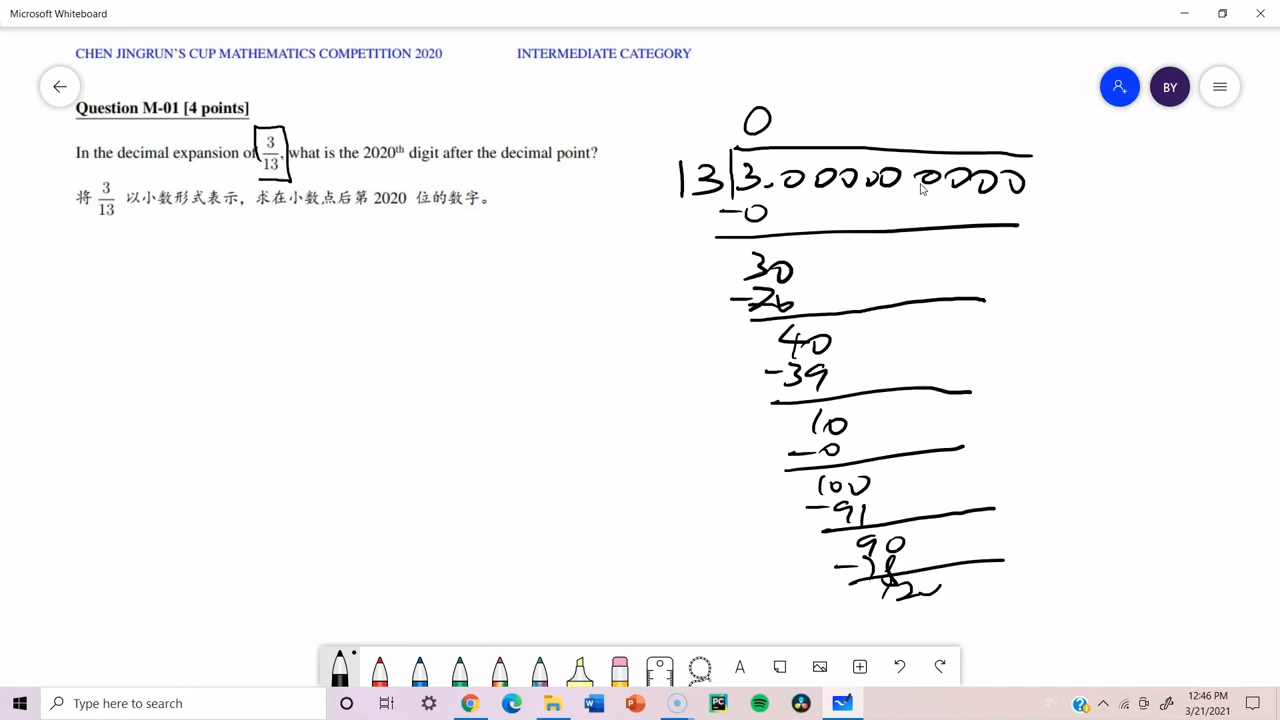 Microsoft Whiteboard
CHEN JINGRUN'S CUP MATHEMATICS COMPETITION 2020 INTERMEDIATE CATEGORY
BY
Question M-01 [4 points]
In the decimal expansion of 3/13, what is the 2020th digit after the decimal point?
将 3/13 以小数形式表示，求在小数点后第 2020 位的数字。
0
13 3.000000000
-0
30
-26
40
-39
10
-0
100
-91
90
-78
120
A
Type here to search
12:46 PM
3/21/2021